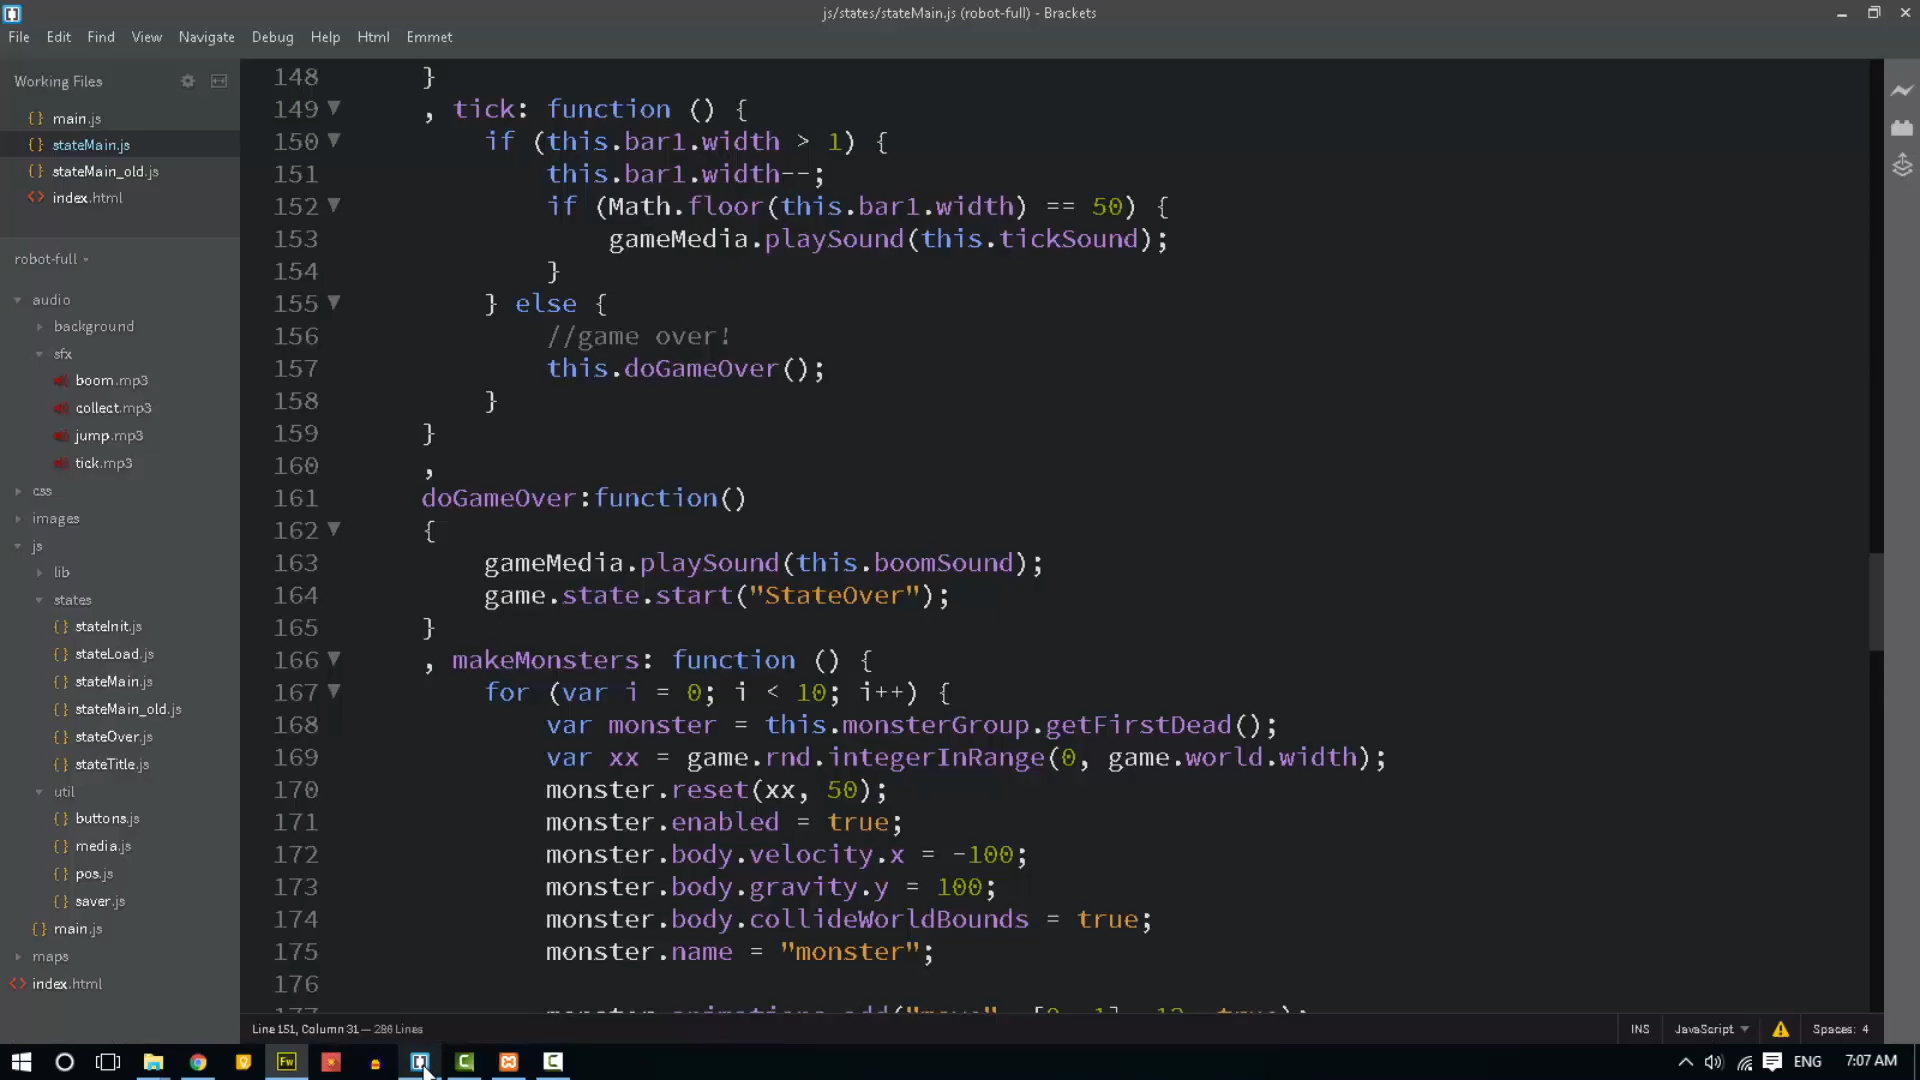 js/states/stateMain.js (robot-full) - Brackets
File Edit Find View Navigate Debug Help Html Emmet
Working Files
main.js
stateMain.js
stateMain_old.js
index.html
robot-full
audio
background
sfx
boom.mp3
collect.mp3
jump.mp3
tick.mp3
css
images
js
lib
states
stateInit.js
stateLoad.js
stateMain.js
stateMain_old.js
stateOver.js
stateTitle.js
util
buttons.js
media.js
pos.js
saver.js
main.js
maps
index.html
148 }
149 , tick: function () {
150 if (this.bar1.width > 1) {
151 this.bar1.width--;
152 if (Math.floor(this.bar1.width) == 50) {
153 gameMedia.playSound(this.tickSound);
154 }
155 } else {
156 //game over!
157 this.doGameOver();
158 }
159 }
160 ,
161 doGameOver:function()
162 {
163 gameMedia.playSound(this.boomSound);
164 game.state.start("StateOver");
165 }
166 , makeMonsters: function () {
167 for (var i = 0; i < 10; i++) {
168 var monster = this.monsterGroup.getFirstDead();
169 var xx = game.rnd.integerInRange(0, game.world.width);
170 monster.reset(xx, 50);
171 monster.enabled = true;
172 monster.body.velocity.x = -100;
173 monster.body.gravity.y = 100;
174 monster.body.collideWorldBounds = true;
175 monster.name = "monster";
176
177 monster.animations.add("move", [0, 1], 12, true);
Line 151, Column 31 — 286 Lines
INS JavaScript Spaces: 4
Fw
ENG 7:07 AM